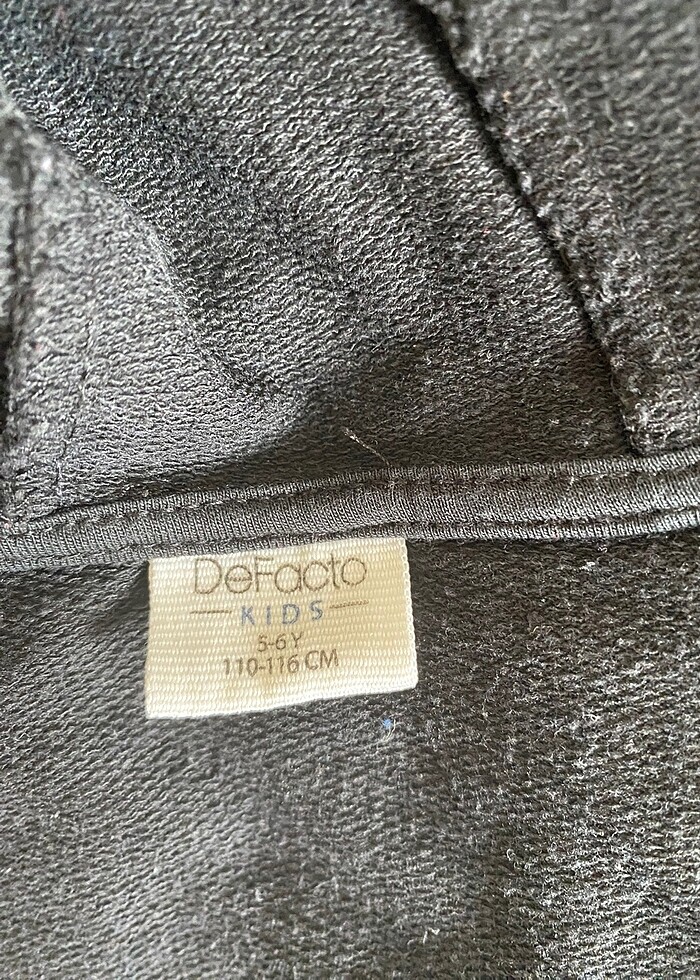 DeFacto
KIDS
5-6 Y
110-116 CM